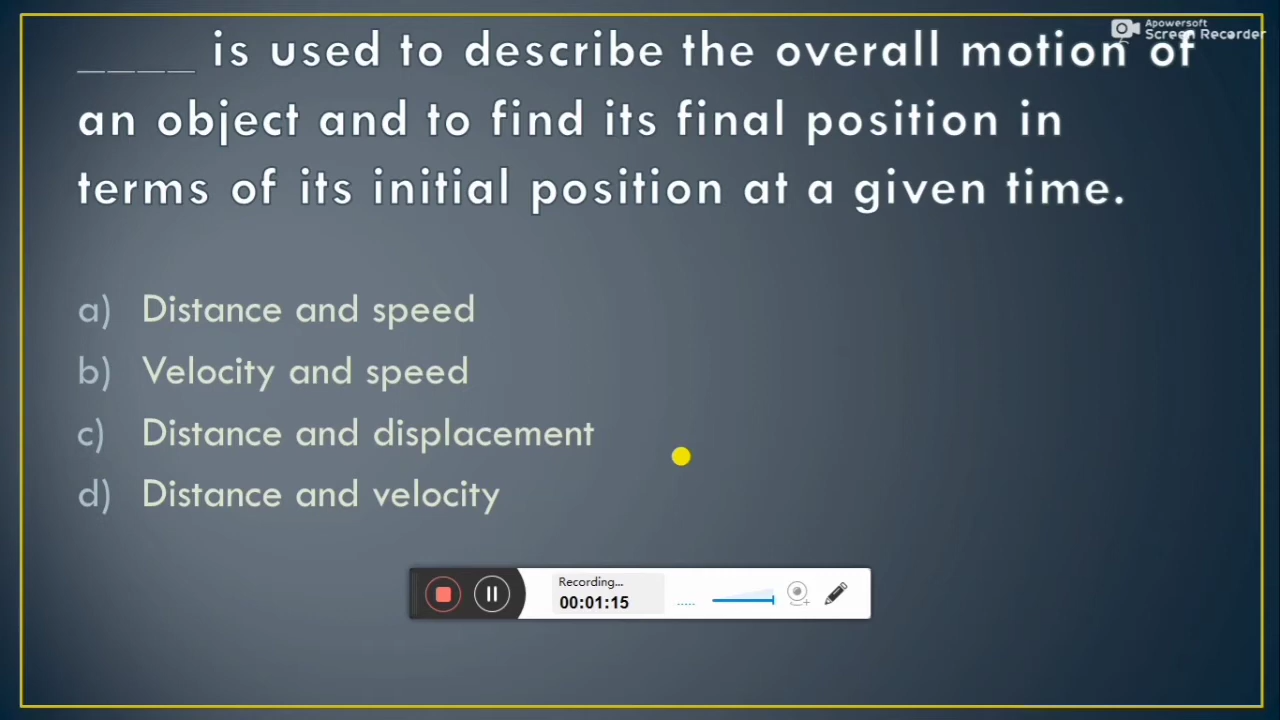 Apowersoft
Screen Recorder
____ is used to describe the overall motion of
an object and to find its final position in
terms of its initial position at a given time.
a) Distance and speed
b) Velocity and speed
c) Distance and displacement
d) Distance and velocity
Recording...
00:01:15